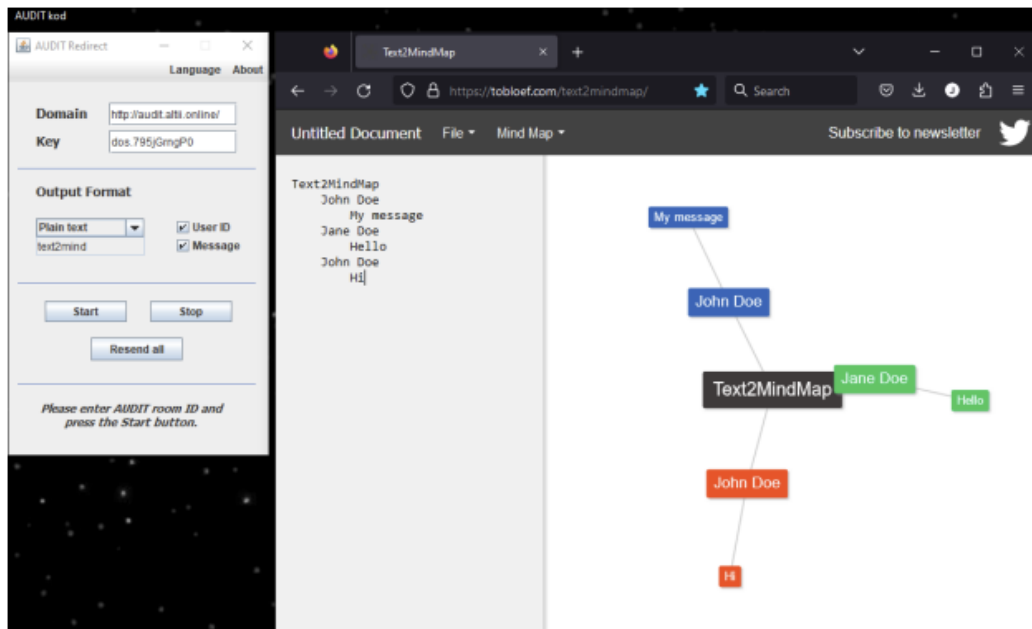 AUDIT kod
AUDIT Redirect
Language About
Domain http://audit.altii.online/
Key dos.795jGrngP0
Output Format
Plain text User ID
text2mind Message
Start Stop
Resend all
Please enter AUDIT room ID and
press the Start button.
Text2MindMap
https://tobloef.com/text2mindmap/ Search
Untitled Document File Mind Map Subscribe to newsletter
Text2MindMap
John Doe
My message
Jane Doe
Hello
John Doe
Hi
My message
John Doe
Text2MindMap
Jane Doe
Hello
John Doe
Hi